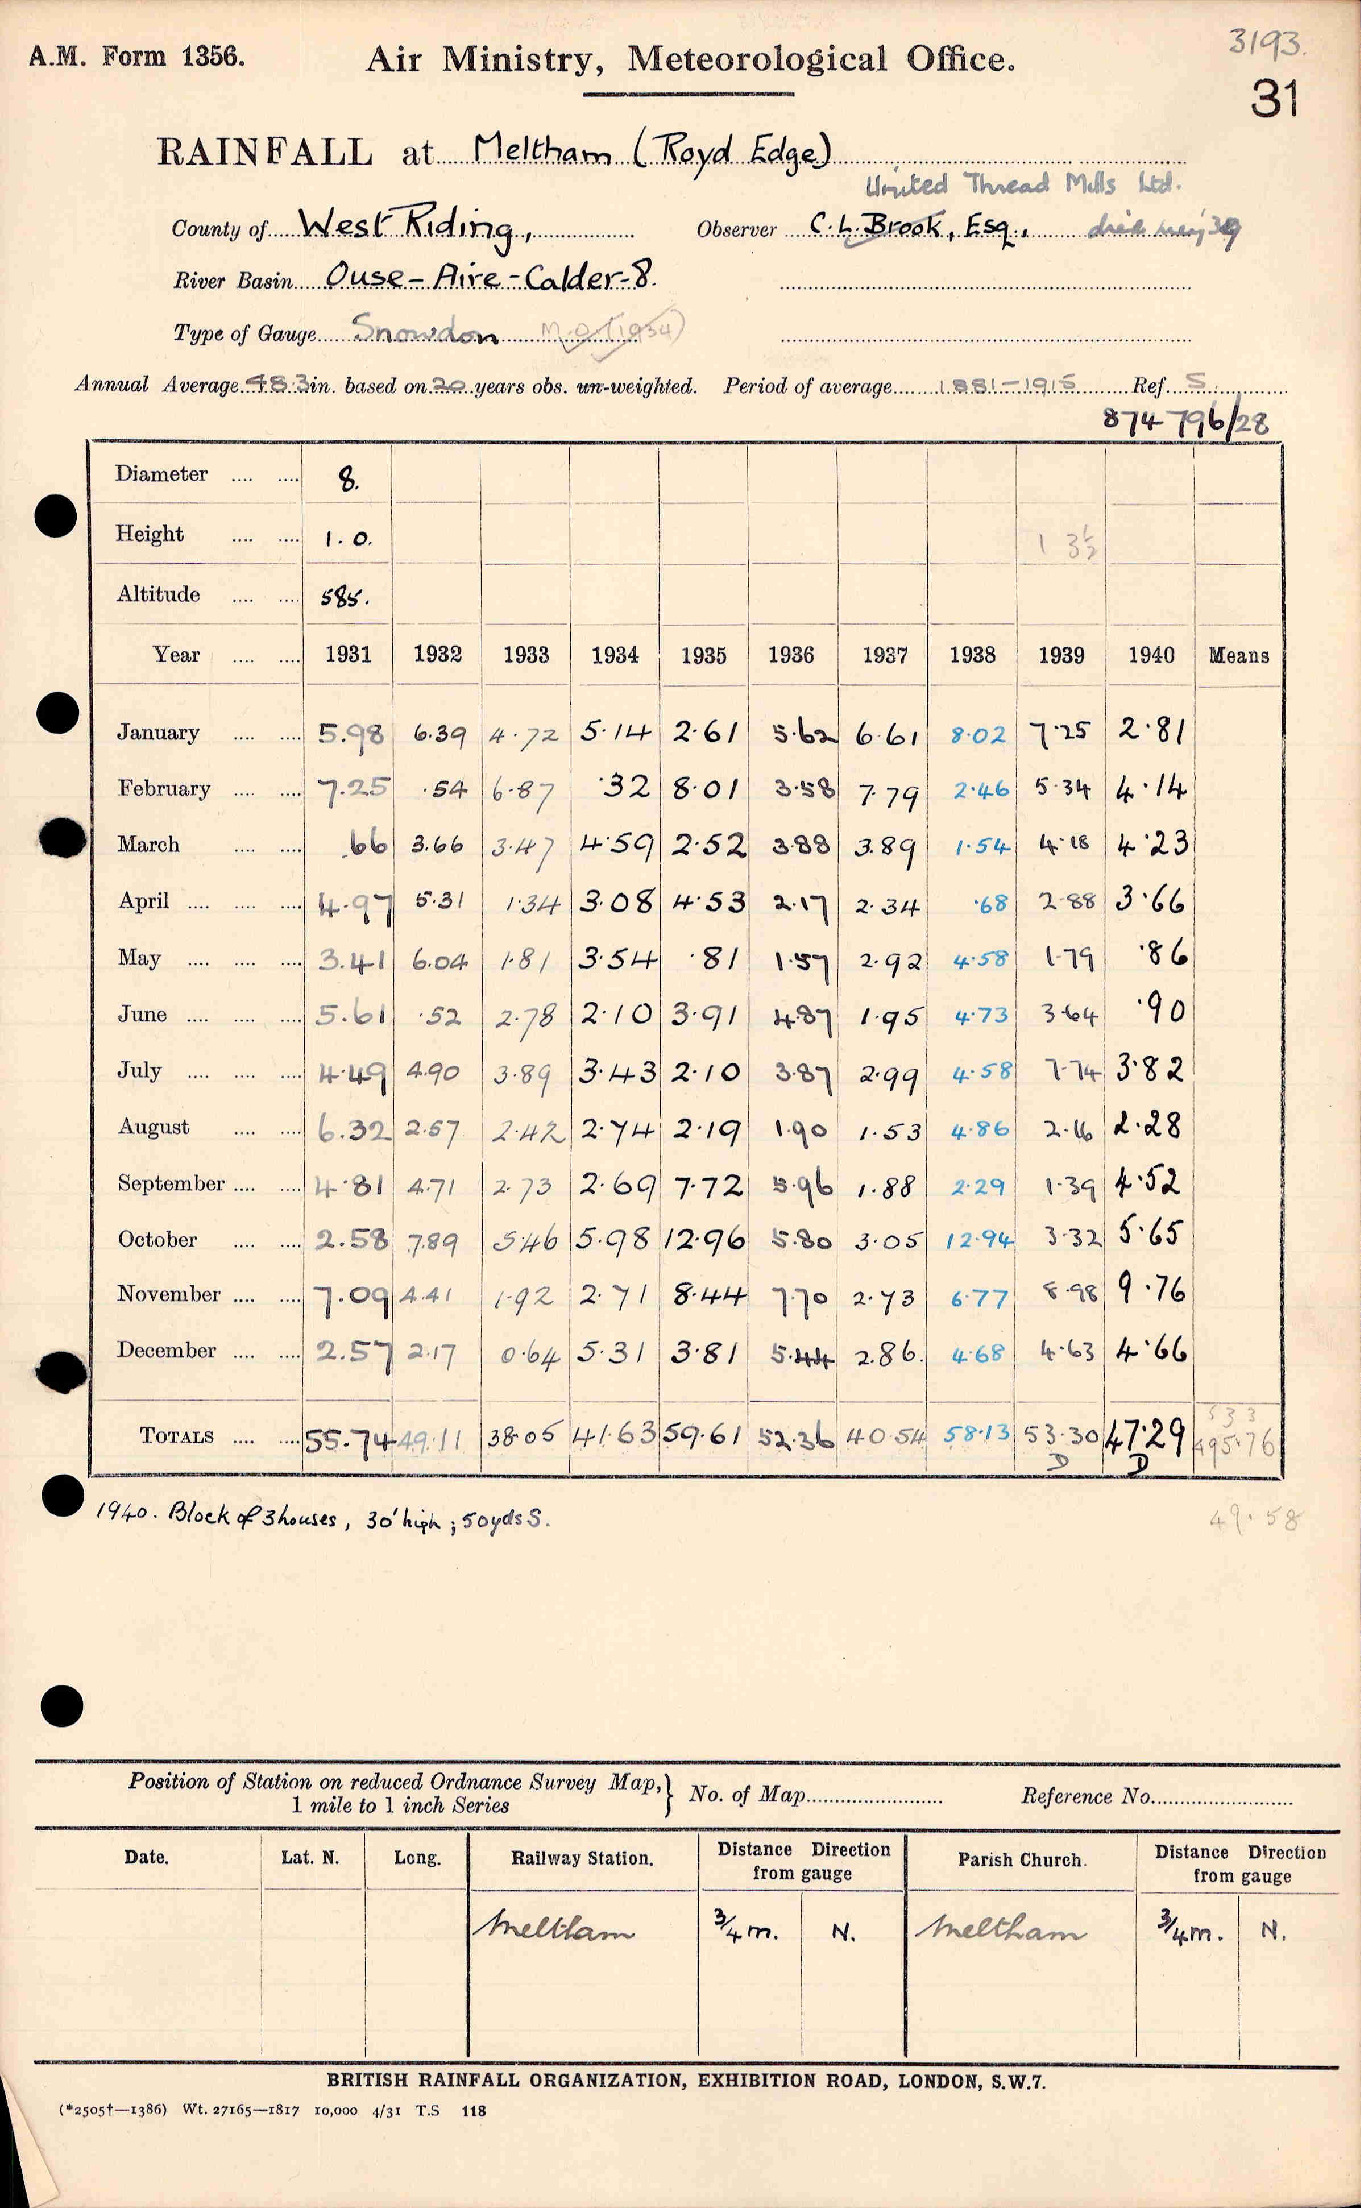 3193.
A.M. Form 1356. Air Ministry, Meteorological Office.
31
RAINFALL at Meltham (Royd Edge)
United Thread Mills Ltd.
County of West Riding, Observer C. L. Brook, Esq., died May '39
River Basin Ouse - Aire - Calder - 8.
Type of Gauge Snowdon M.O. (1934)
Annual Average 48.3 in. based on 20 years obs. un-weighted. Period of average 1881-1915 Ref. S.
874 796/28
Diameter 8.
Height 1. 0. 1 3½
Altitude 585.
Year 1931 1932 1933 1934 1935 1936 1937 1938 1939 1940 Means
January 5.98 6.39 4.72 5.14 2.61 5.62 6.61 8.02 7.25 2.81
February 7.25 .54 6.87 .32 8.01 3.58 7.79 2.46 5.34 4.14
March .66 3.66 3.47 4.59 2.52 3.88 3.89 1.54 4.18 4.23
April 4.97 5.31 1.34 3.08 4.53 2.17 2.34 .68 2.88 3.66
May 3.41 6.04 1.81 3.54 .81 1.57 2.92 4.58 1.79 .86
June 5.61 .52 2.78 2.10 3.91 4.87 1.95 4.73 3.64 .90
July 4.49 4.90 3.89 3.43 2.10 3.87 2.99 4.58 7.74 3.82
August 6.32 2.57 2.42 2.74 2.19 1.90 1.53 4.86 2.16 2.28
September 4.81 4.71 2.73 2.69 7.72 5.96 1.88 2.29 1.39 4.52
October 2.58 7.89 5.46 5.98 12.96 5.80 3.05 12.94 3.32 5.65
November 7.09 4.41 1.92 2.71 8.44 7.70 2.73 6.77 8.98 9.76
December 2.57 2.17 0.64 5.31 3.81 5.44 2.86. 4.68 4.63 4.66
533
TOTALS 55.74 49.11 38.05 41.63 59.61 52.36 40.54 58.13 53.30 47.29 495.76
D D
1940. Block of 3 houses, 30' high; 50yds S.
49.58
Position of Station on reduced Ordnance Survey Map, } No. of Map Reference No.
1 mile to 1 inch Series
Date. Lat. N. Long. Railway Station. Distance Direction from gauge Parish Church. Distance Direction from gauge
Meltham 3/4 m. N. Meltham 3/4 m. N.
BRITISH RAINFALL ORGANIZATION, EXHIBITION ROAD, LONDON, S.W.7.
(*2505†—1386) Wt. 27165—1817 10,000 4/31 T.S 118